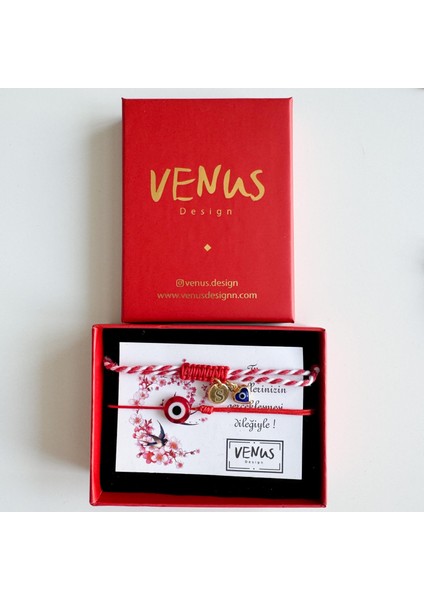 VENUS
Design
venus.design
www.venusdesignn.com
S
dileğiyle !
VENUS
Design